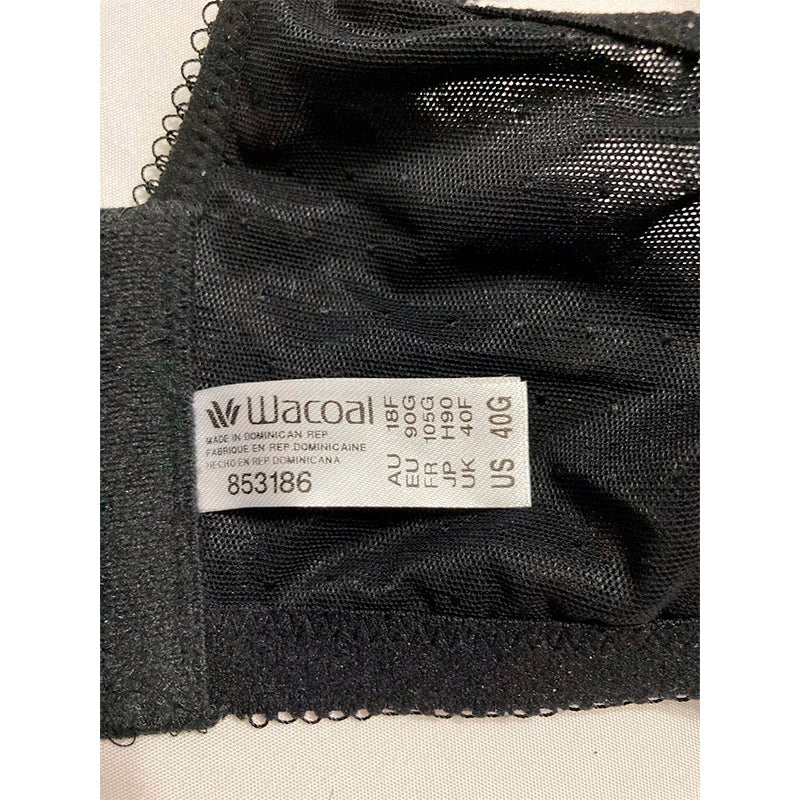 Wacoal
MADE IN DOMINICAN REP
FABRIQUE EN REP DOMINICAINE
HECHO EN REP DOMINICANA
853186
AU 18F
EU 90G
FR 105G
JP H90
UK 40F
US 40G